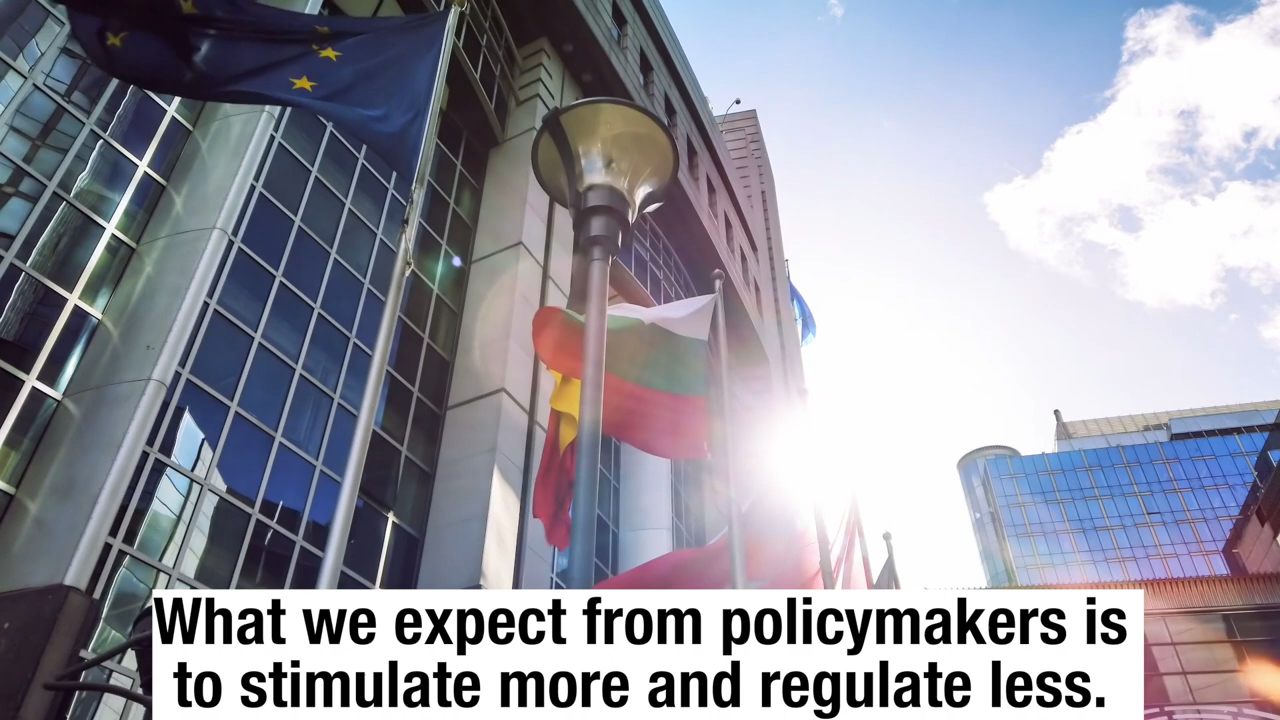 What we expect from policymakers is
to stimulate more and regulate less.